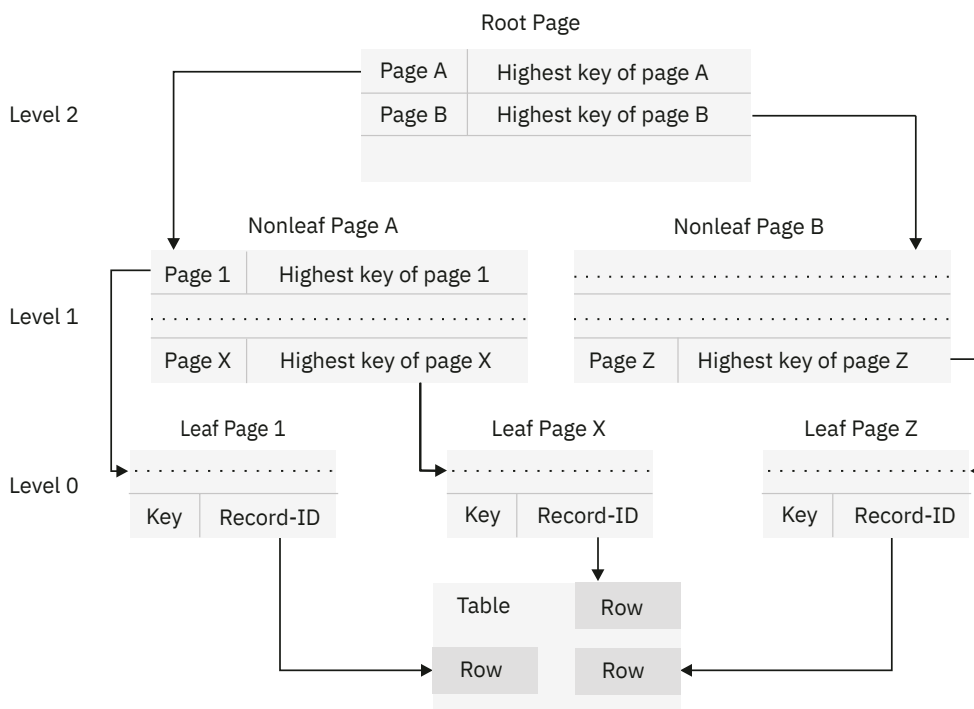 Root Page
Page A Highest key of page A
Level 2
Page B Highest key of page B
Nonleaf Page A Nonleaf Page B
Page 1 Highest key of page 1
Level 1
Page X Highest key of page X Page Z Highest key of page Z
Leaf Page 1 Leaf Page X Leaf Page Z
Level 0
Key Record-ID Key Record-ID Key Record-ID
Table Row
Row Row